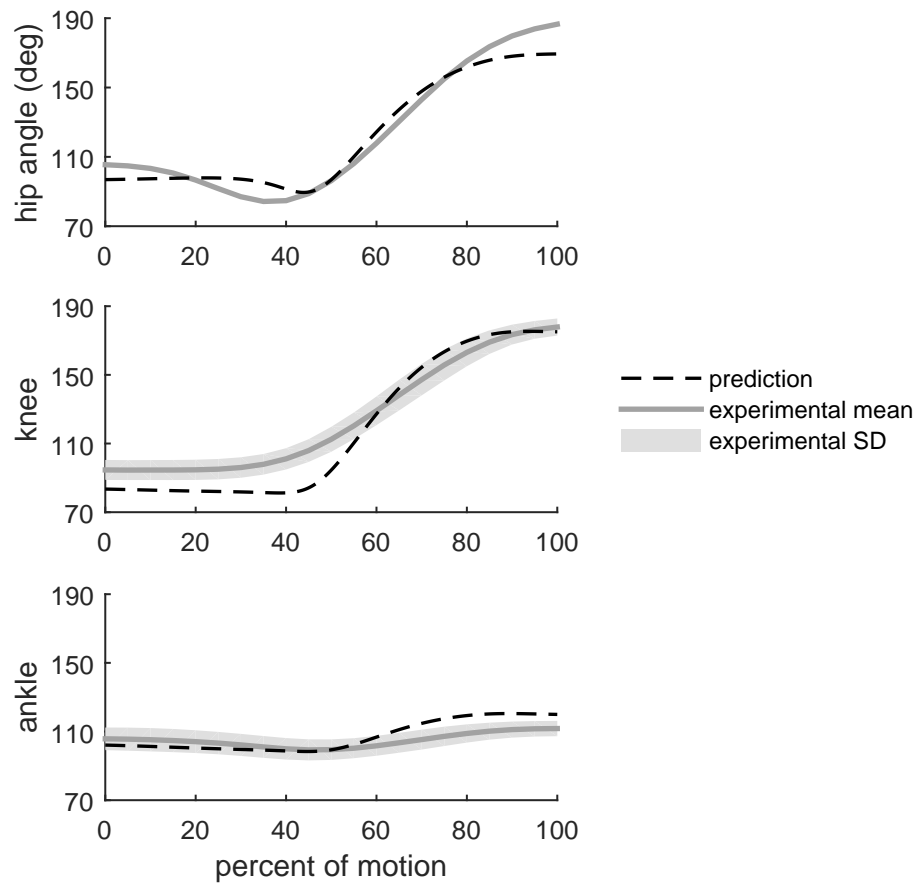 hip angle (deg)
190
150
110
70
0 20 40 60 80 100
knee
190
150
110
70
0 20 40 60 80 100
prediction
experimental mean
experimental SD
ankle
190
150
110
70
0 20 40 60 80 100
percent of motion